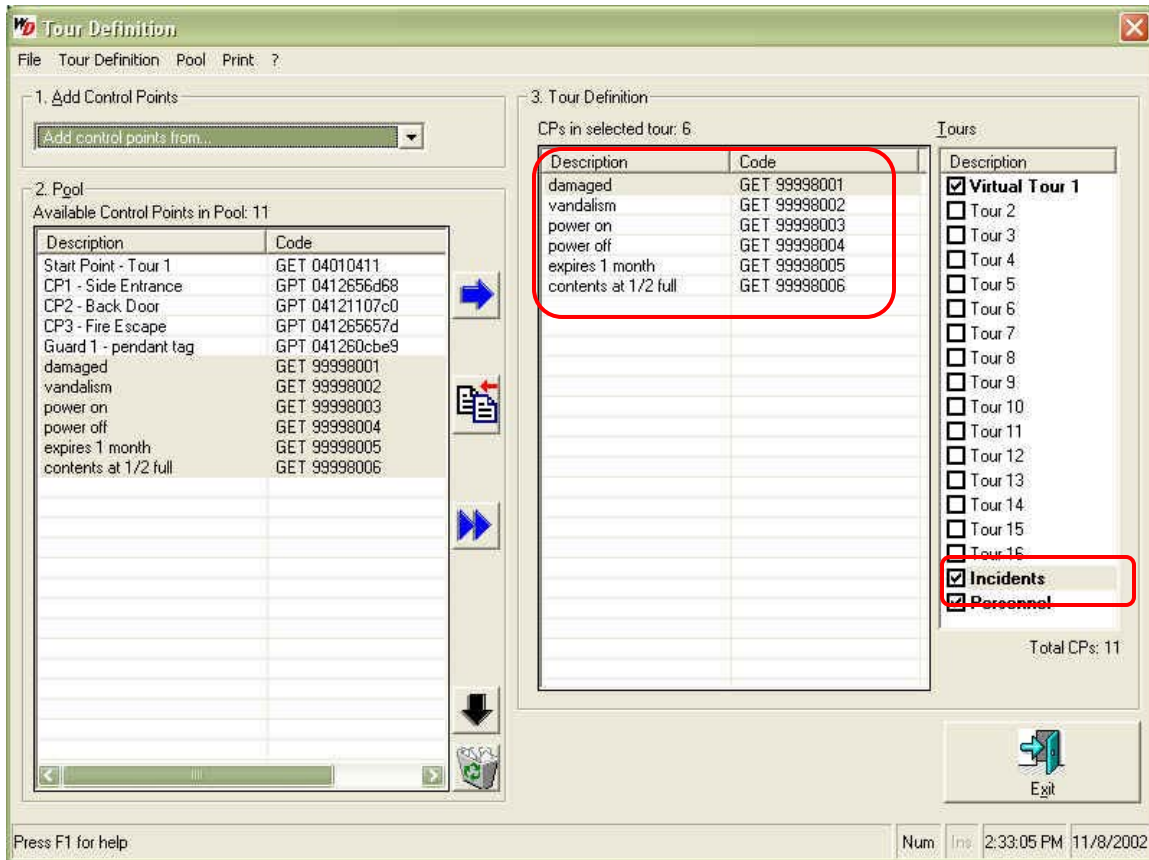 WD Tour Definition
File Tour Definition Pool Print ?
1. Add Control Points
Add control points from...
2. Pool
Available Control Points in Pool: 11
Description Code
Start Point - Tour 1 GET 04010411
CP1 - Side Entrance GPT 0412656d68
CP2 - Back Door GPT 04121107c0
CP3 - Fire Escape GPT 041265657d
Guard 1 - pendant tag GPT 041260cbe9
damaged GET 99998001
vandalism GET 99998002
power on GET 99998003
power off GET 99998004
expires 1 month GET 99998005
contents at 1/2 full GET 99998006
3. Tour Definition
CPs in selected tour: 6
Description Code
damaged GET 99998001
vandalism GET 99998002
power on GET 99998003
power off GET 99998004
expires 1 month GET 99998005
contents at 1/2 full GET 99998006
Tours
Description
Virtual Tour 1
Tour 2
Tour 3
Tour 4
Tour 5
Tour 6
Tour 7
Tour 8
Tour 9
Tour 10
Tour 11
Tour 12
Tour 13
Tour 14
Tour 15
Tour 16
Incidents
Personnel
Total CPs: 11
Exit
Press F1 for help
Num Ins 2:33:05 PM 11/8/2002